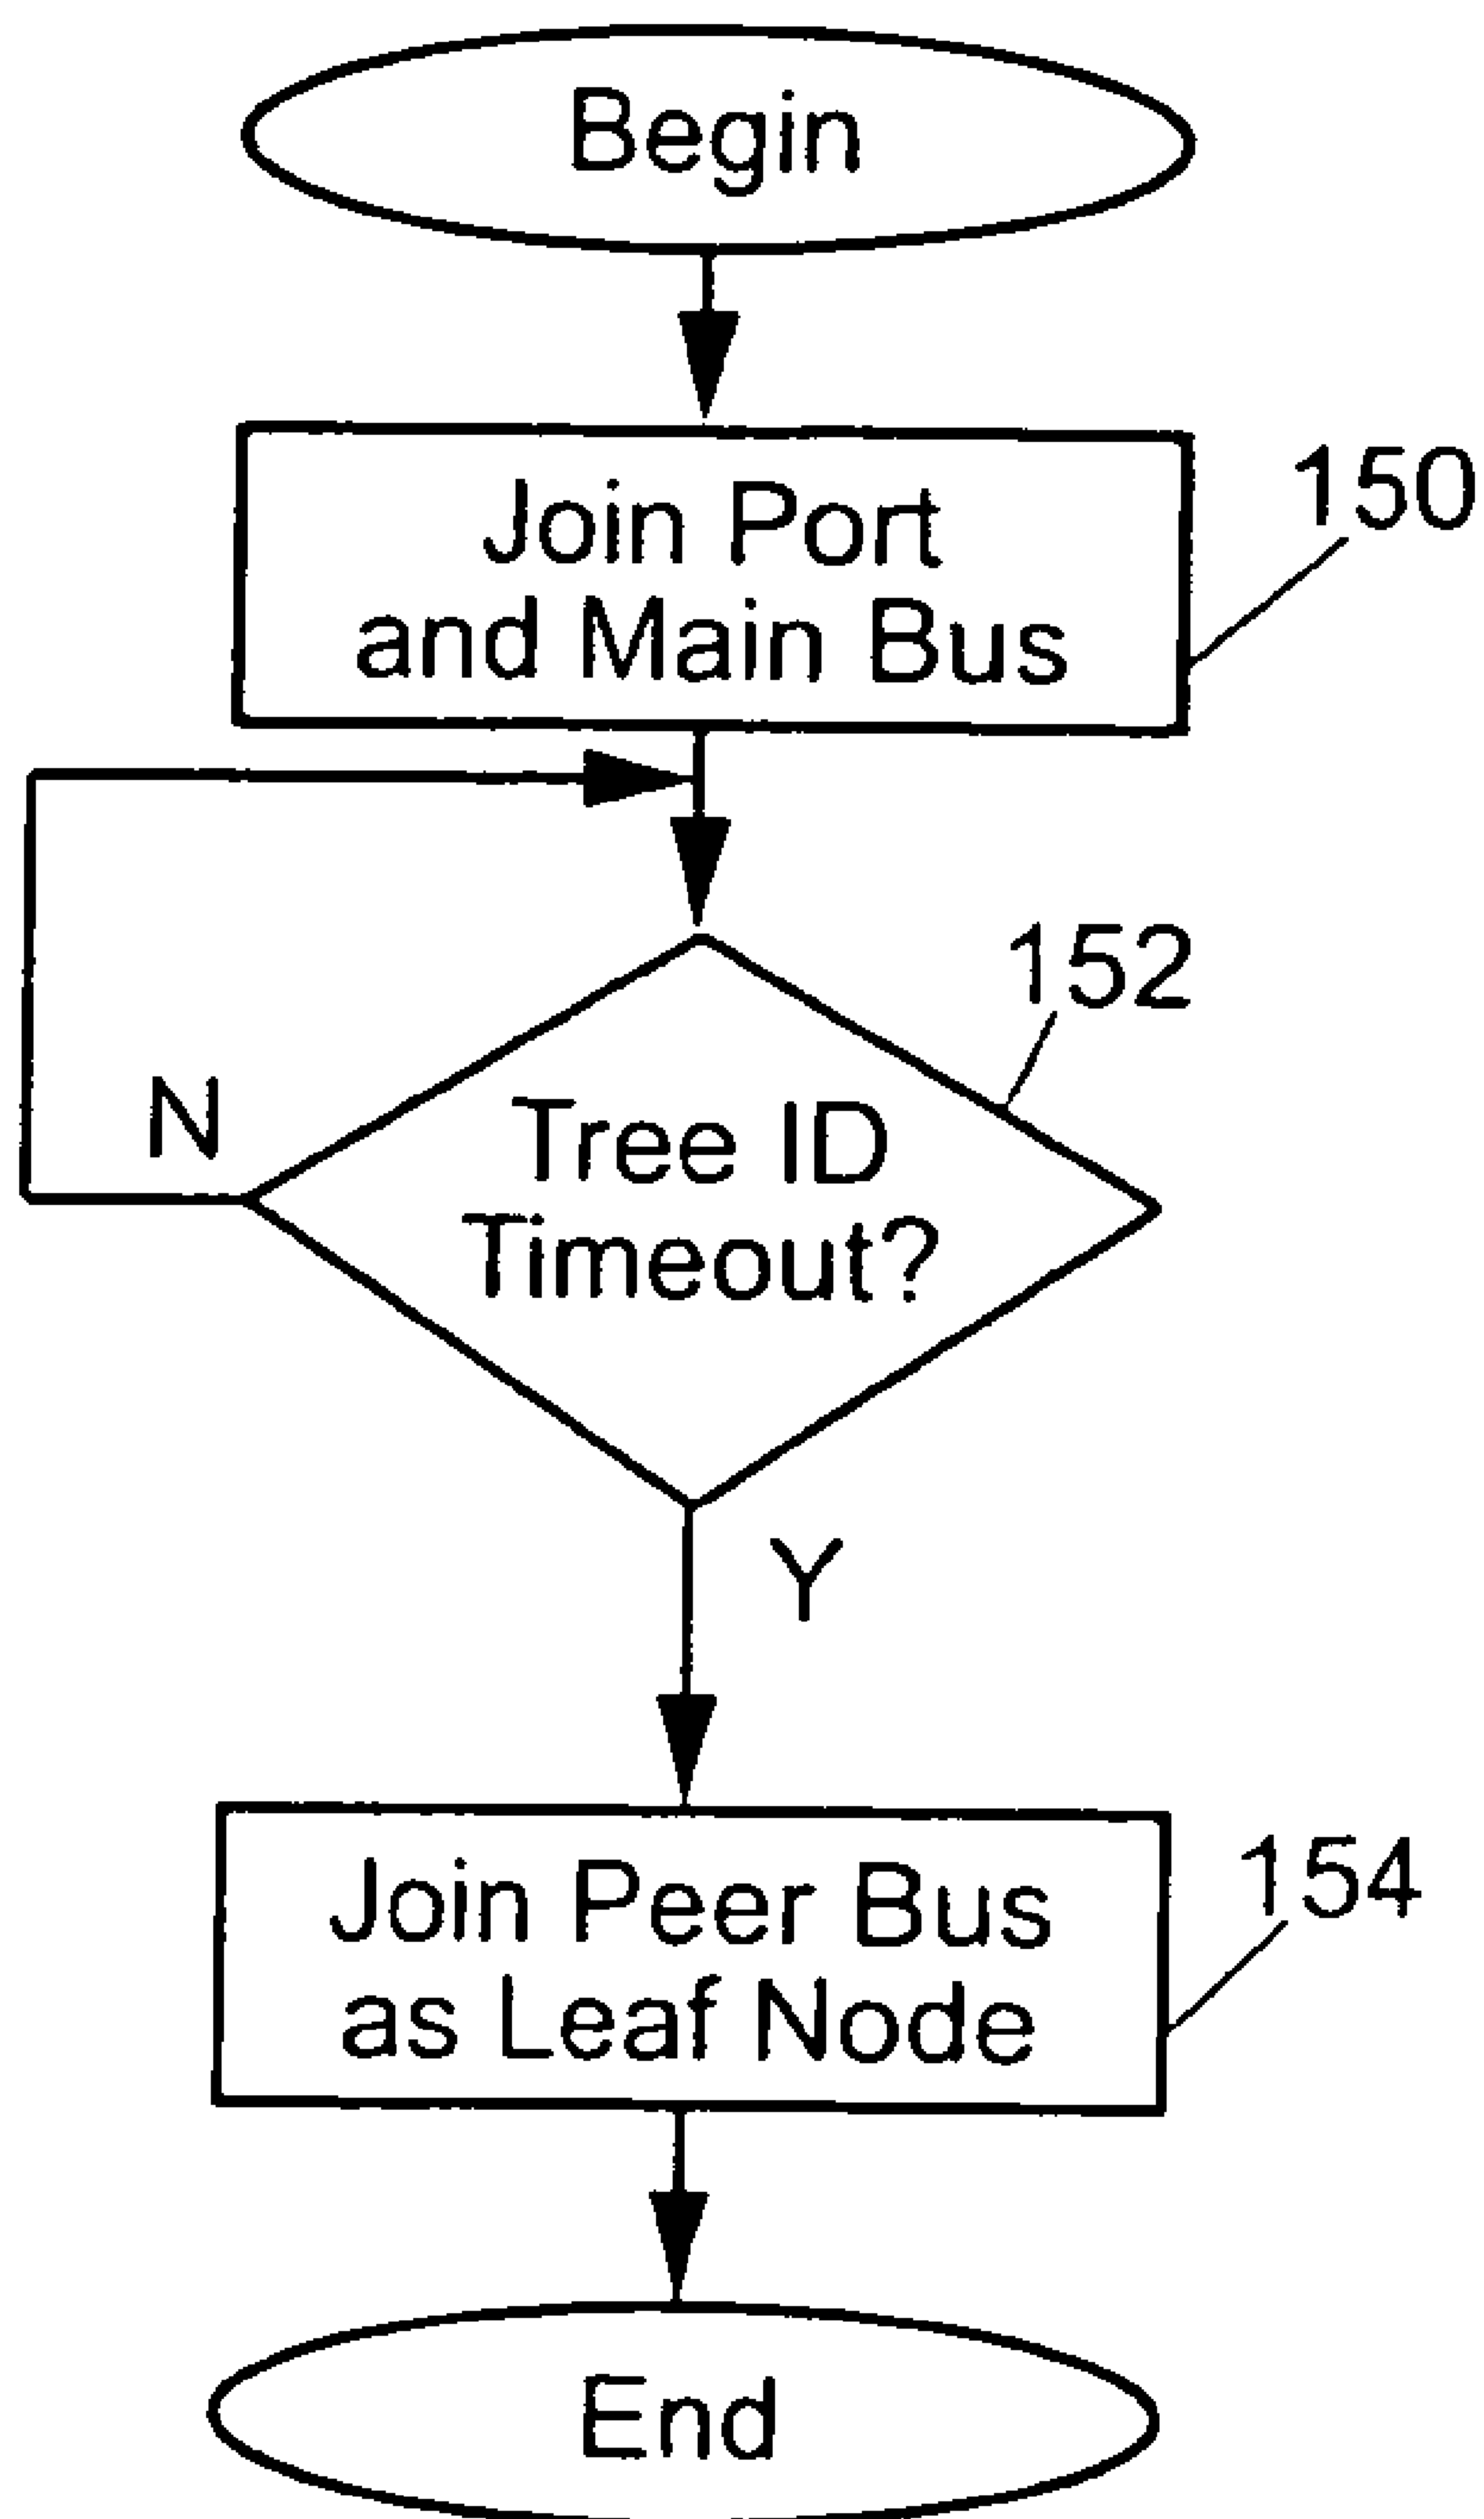 Begin
Join Port
and Main Bus
150
152
N
Tree ID
Timeout?
Y
Join Peer Bus
as Leaf Node
154
End